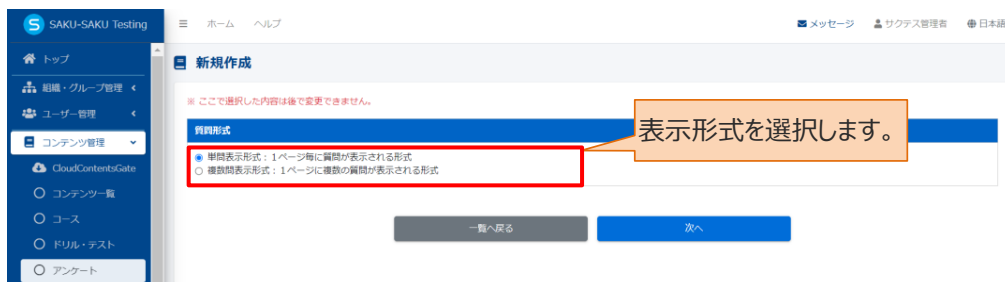 S SAKU-SAKU Testing
ホーム ヘルプ
メッセージ サクテス管理者 日本語
トップ
新規作成
組織・グループ管理
※ ここで選択した内容は後で変更できません。
ユーザー管理
質問形式
表示形式を選択します。
コンテンツ管理
単問表示形式：1ページ毎に質問が表示される形式
複数問表示形式：1ページに複数の質問が表示される形式
CloudContentsGate
コンテンツ一覧
コース
一覧へ戻る
次へ
ドリル・テスト
アンケート